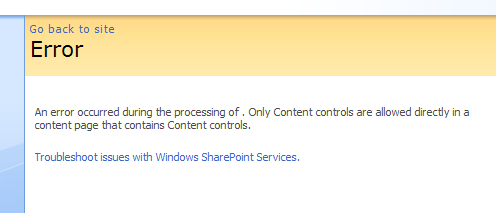 Go back to site
Error
An error occurred during the processing of . Only Content controls are allowed directly in a
content page that contains Content controls.
Troubleshoot issues with Windows SharePoint Services.